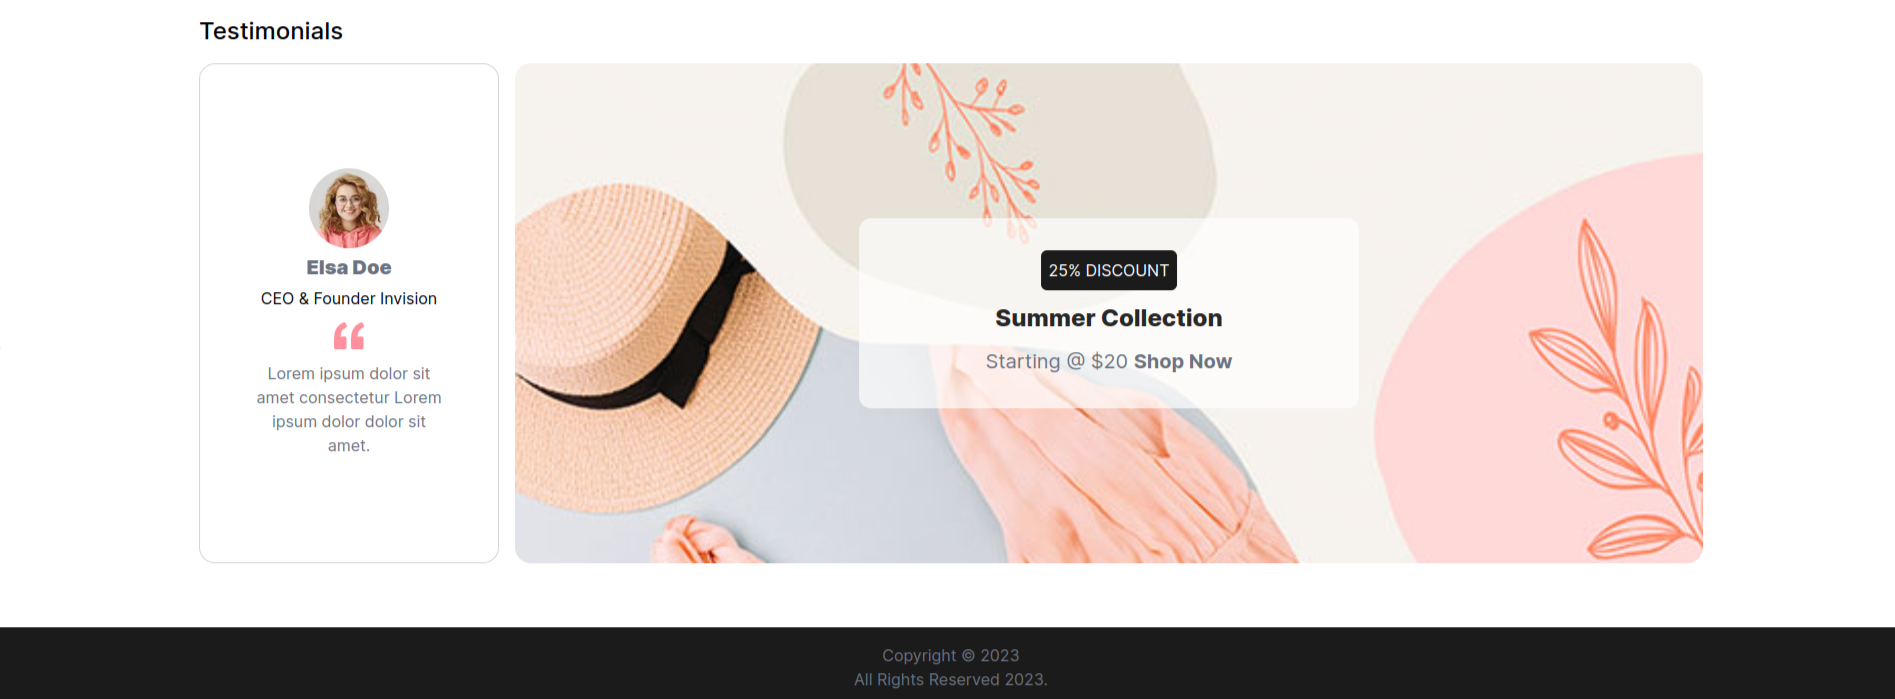 Testimonials
Elsa Doe
CEO & Founder Invision
“
Lorem ipsum dolor sit
amet consectetur Lorem
ipsum dolor dolor sit
amet.
25% DISCOUNT
Summer Collection
Starting @ $20 Shop Now
Copyright © 2023
All Rights Reserved 2023.